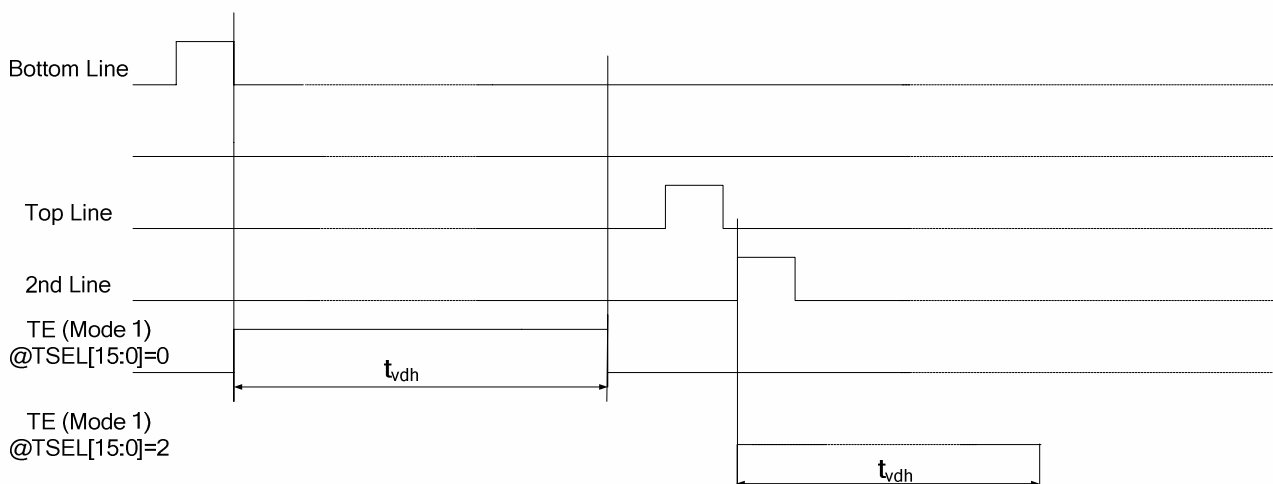 Bottom Line
Top Line
2nd Line
TE (Mode 1)
@TSEL[15:0]=0
tvdh
TE (Mode 1)
@TSEL[15:0]=2
tvdh